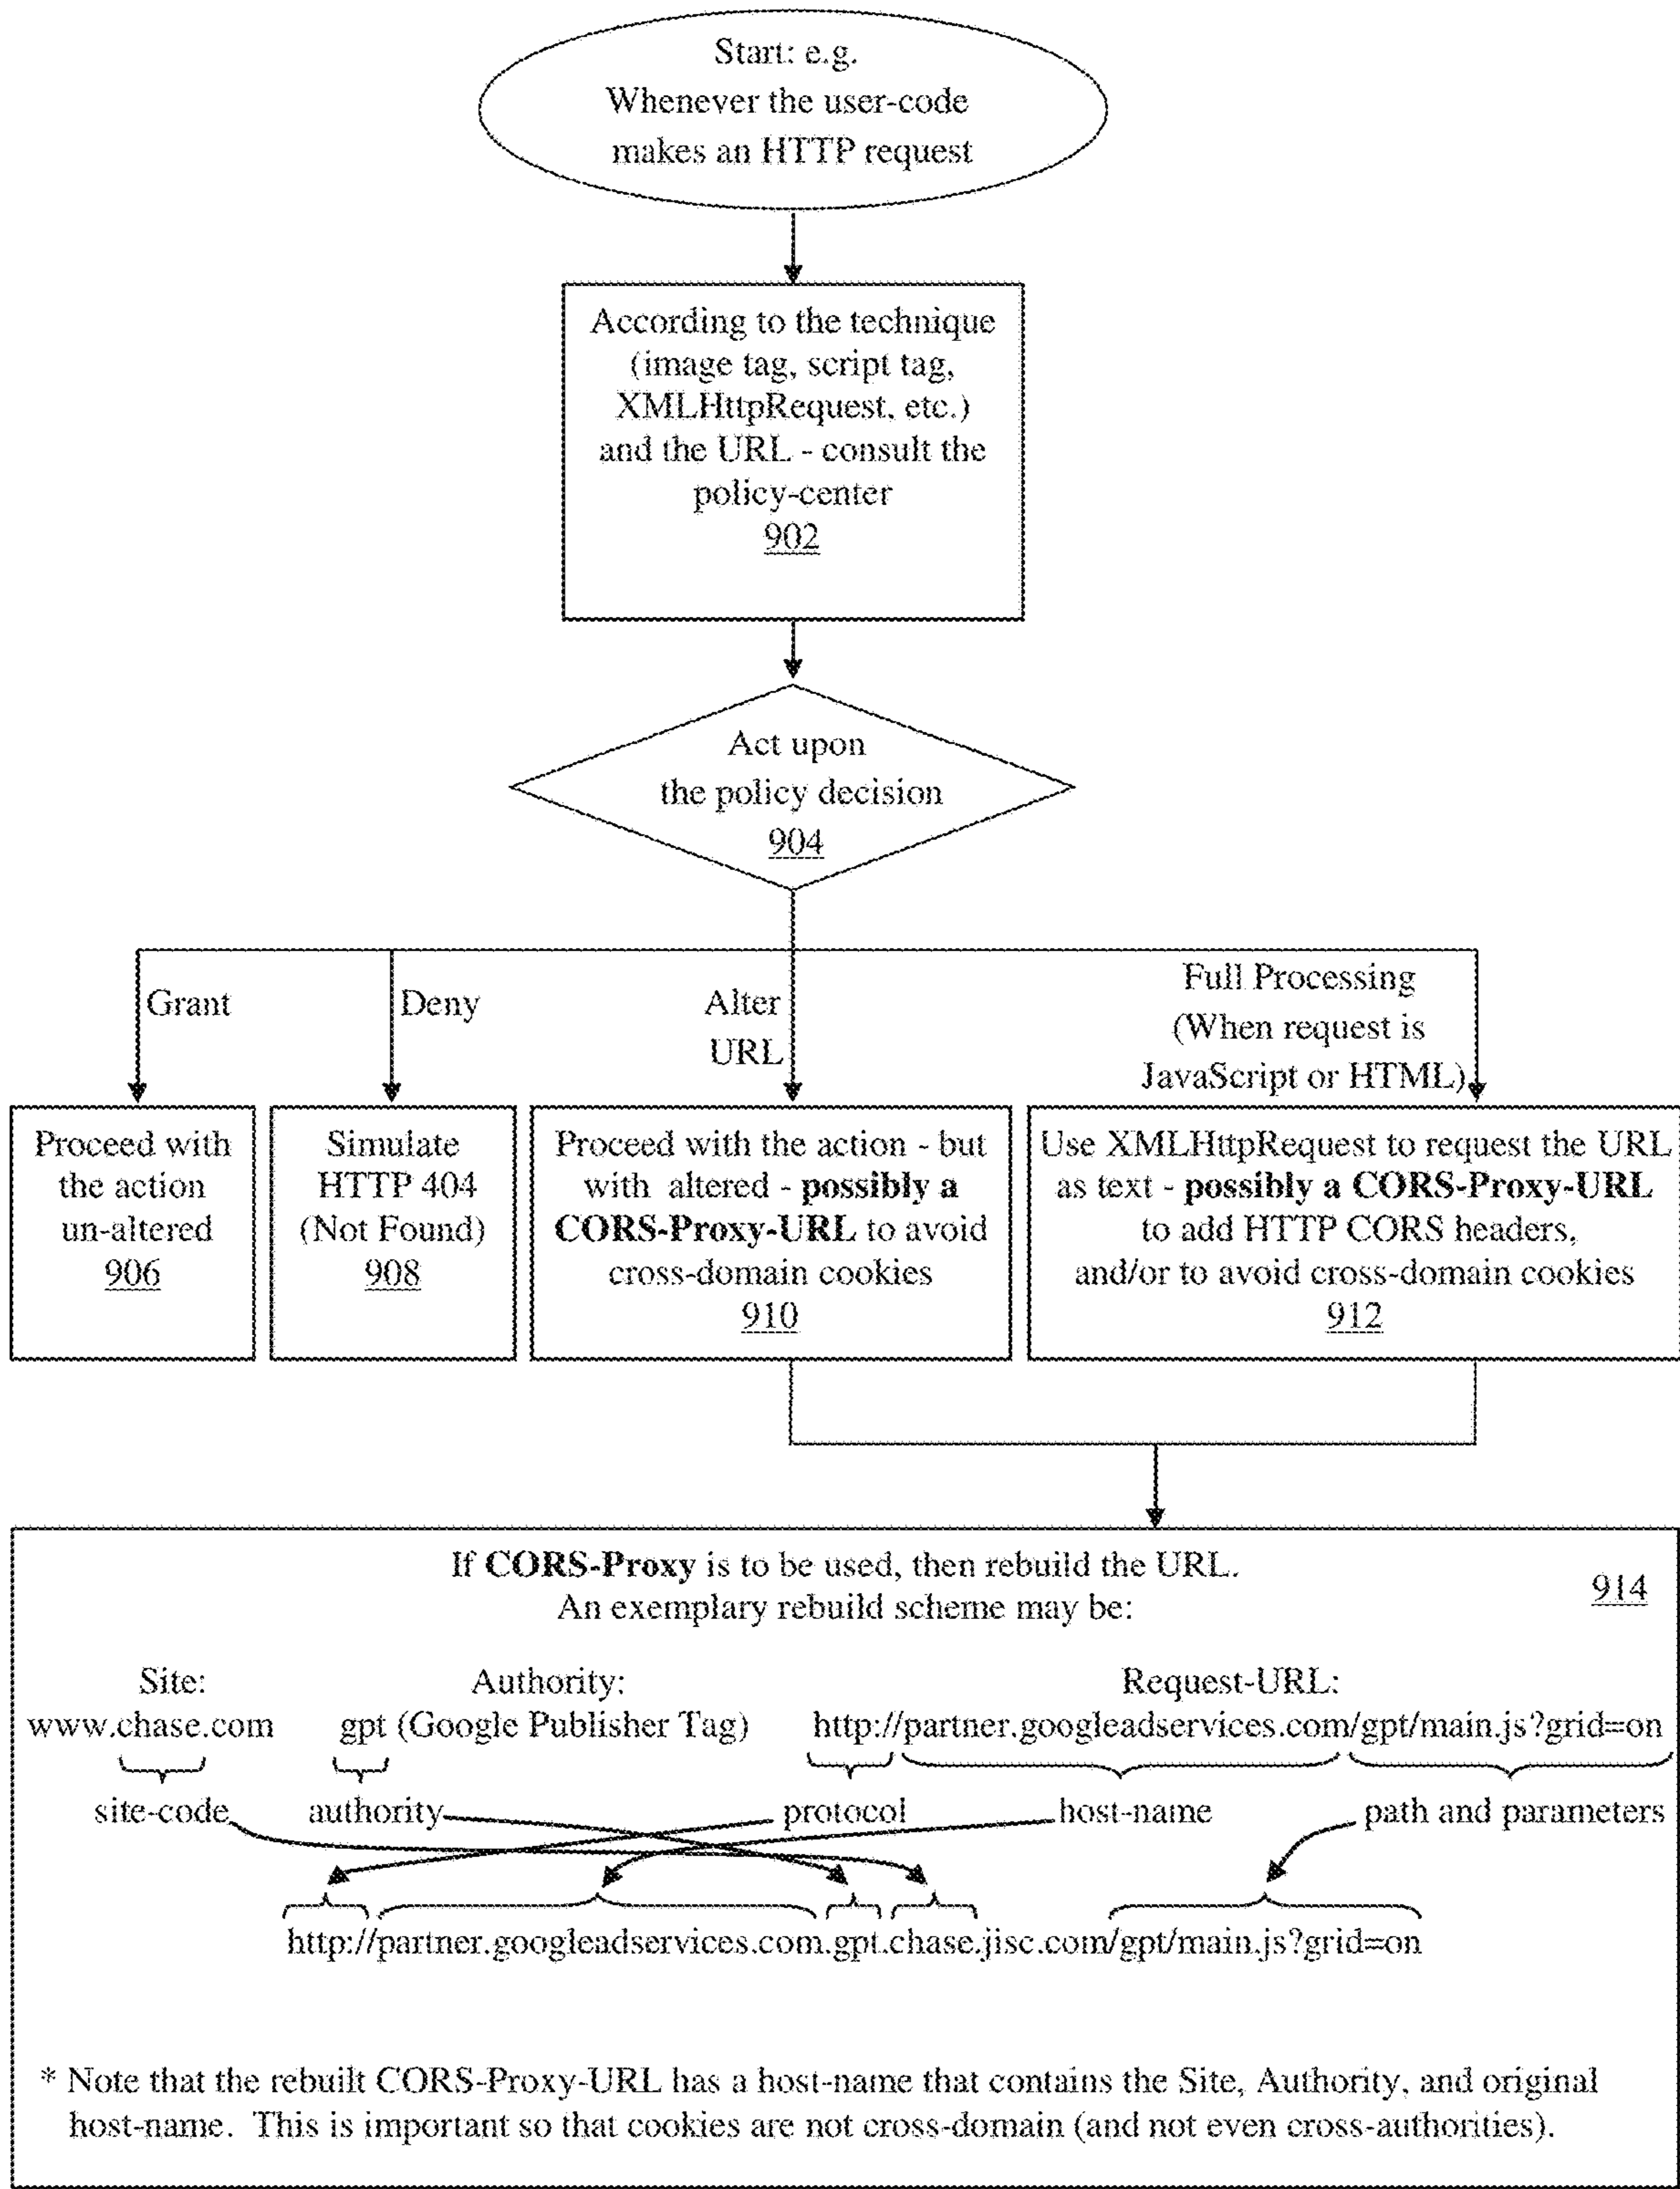 Start: e.g.
Whenever the user-code
makes an HTTP request
According to the technique
(image tag, script tag,
XMLHttpRequest, etc.)
and the URL - consult the
policy-center
902
Act upon
the policy decision
904
Grant
Deny
Alter
URL
Full Processing
(When request is
JavaScript or HTML)
Proceed with
the action
un-altered
906
Simulate
HTTP 404
(Not Found)
908
Proceed with the action - but
with altered - possibly a
CORS-Proxy-URL to avoid
cross-domain cookies
910
Use XMLHttpRequest to request the URL
as text - possibly a CORS-Proxy-URL
to add HTTP CORS headers,
and/or to avoid cross-domain cookies
912
If CORS-Proxy is to be used, then rebuild the URL.
An exemplary rebuild scheme may be:
914
Site:
www.chase.com
Authority:
gpt (Google Publisher Tag)
Request-URL:
http://partner.googleadservices.com/gpt/main.js?grid=on
site-code
authority
protocol
host-name
path and parameters
http://partner.googleadservices.com.gpt.chase.jisc.com/gpt/main.js?grid=on
* Note that the rebuilt CORS-Proxy-URL has a host-name that contains the Site, Authority, and original
host-name. This is important so that cookies are not cross-domain (and not even cross-authorities).